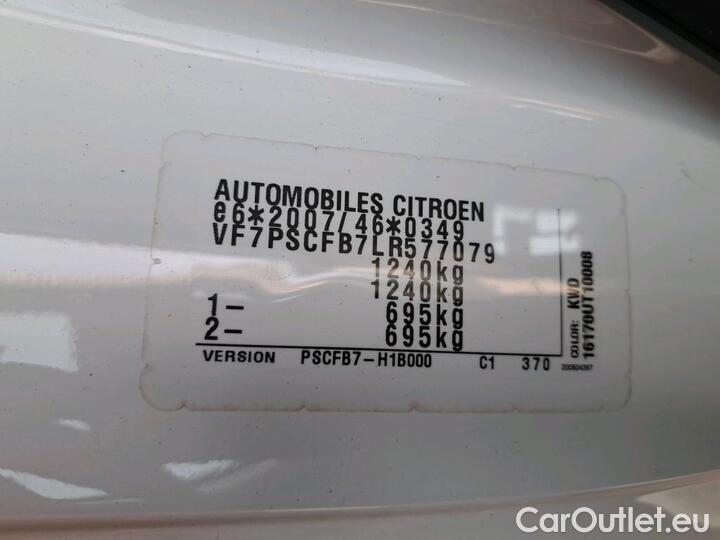 AUTOMOBILES CITROEN
e6*2007/46*0349
VF7PSCFB7LR577079
1240kg
1240kg
1- 695kg
2- 695kg
VERSION PSCFB7-H1B000 C1 370
COLOR: KWD
16170UT10008
200804397
CarOutlet.eu